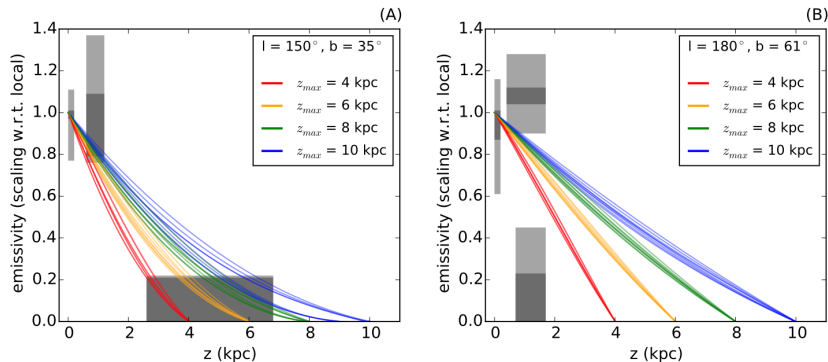 (A)
l = 150°, b = 35°
z_max = 4 kpc
z_max = 6 kpc
z_max = 8 kpc
z_max = 10 kpc
emissivity (scaling w.r.t. local)
1.4
1.2
1.0
0.8
0.6
0.4
0.2
0.0
0 2 4 6 8 10
z (kpc)
(B)
l = 180°, b = 61°
z_max = 4 kpc
z_max = 6 kpc
z_max = 8 kpc
z_max = 10 kpc
emissivity (scaling w.r.t. local)
1.4
1.2
1.0
0.8
0.6
0.4
0.2
0.0
0 2 4 6 8 10
z (kpc)